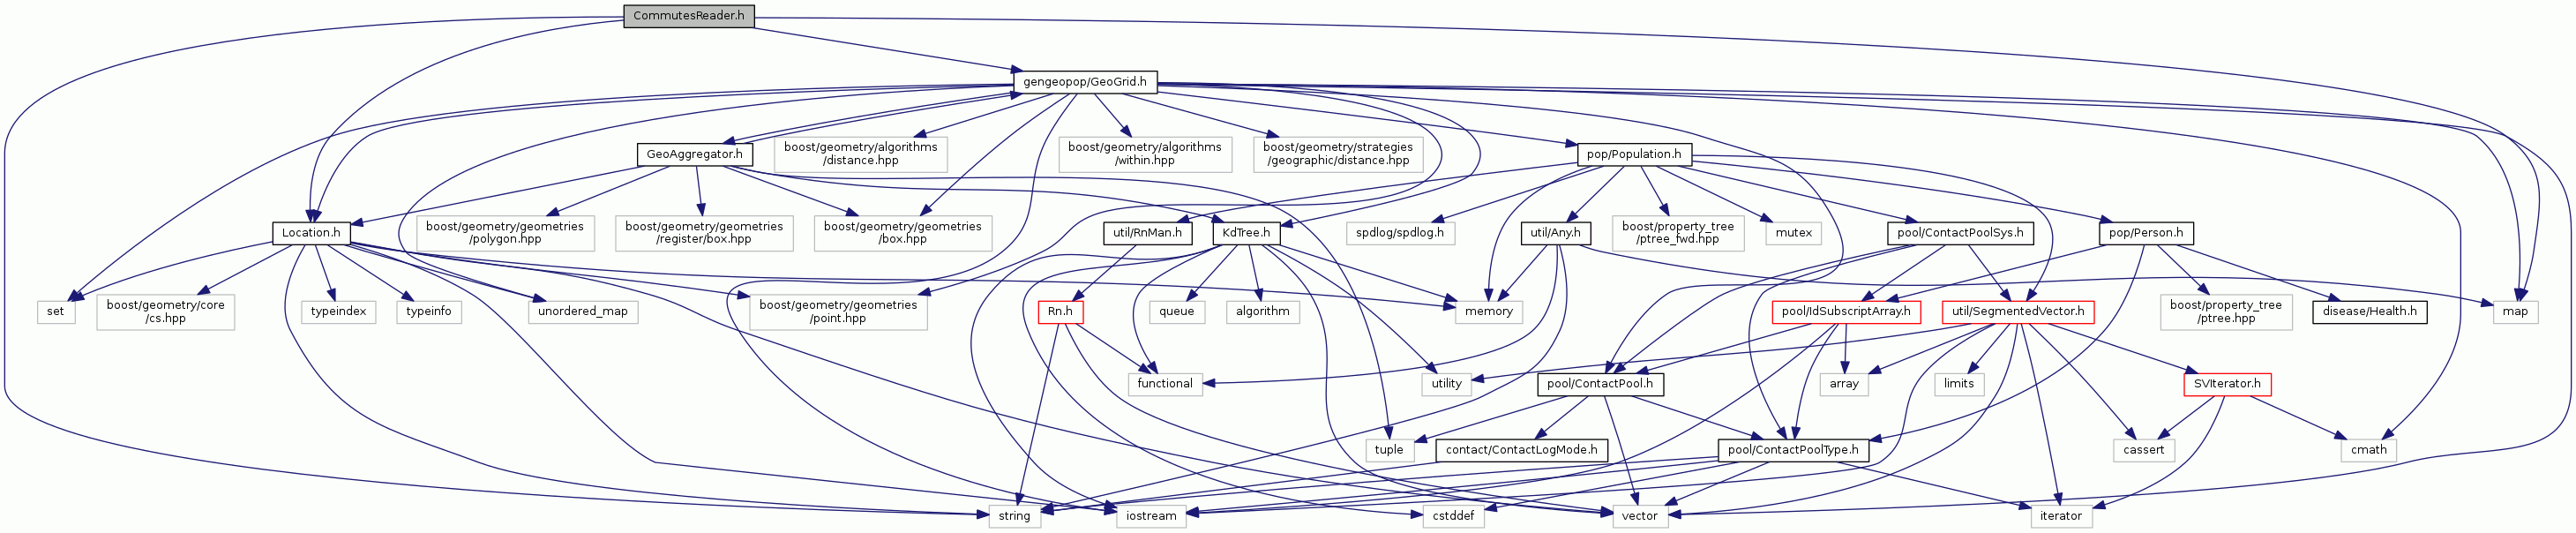 CommutesReader.h
gengeopop/GeoGrid.h
GeoAggregator.h
boost/geometry/algorithms
/distance.hpp
boost/geometry/algorithms
/within.hpp
boost/geometry/strategies
/geographic/distance.hpp
pop/Population.h
Location.h
boost/geometry/geometries
/polygon.hpp
boost/geometry/geometries
/register/box.hpp
boost/geometry/geometries
/box.hpp
util/RnMan.h
KdTree.h
spdlog/spdlog.h
util/Any.h
boost/property_tree
/ptree_fwd.hpp
mutex
pool/ContactPoolSys.h
pop/Person.h
set
boost/geometry/core
/cs.hpp
typeindex
typeinfo
unordered_map
boost/geometry/geometries
/point.hpp
Rn.h
queue
algorithm
memory
pool/IdSubscriptArray.h
util/SegmentedVector.h
boost/property_tree
/ptree.hpp
disease/Health.h
map
functional
utility
pool/ContactPool.h
array
limits
SVIterator.h
tuple
contact/ContactLogMode.h
pool/ContactPoolType.h
cassert
cmath
string
iostream
cstddef
vector
iterator